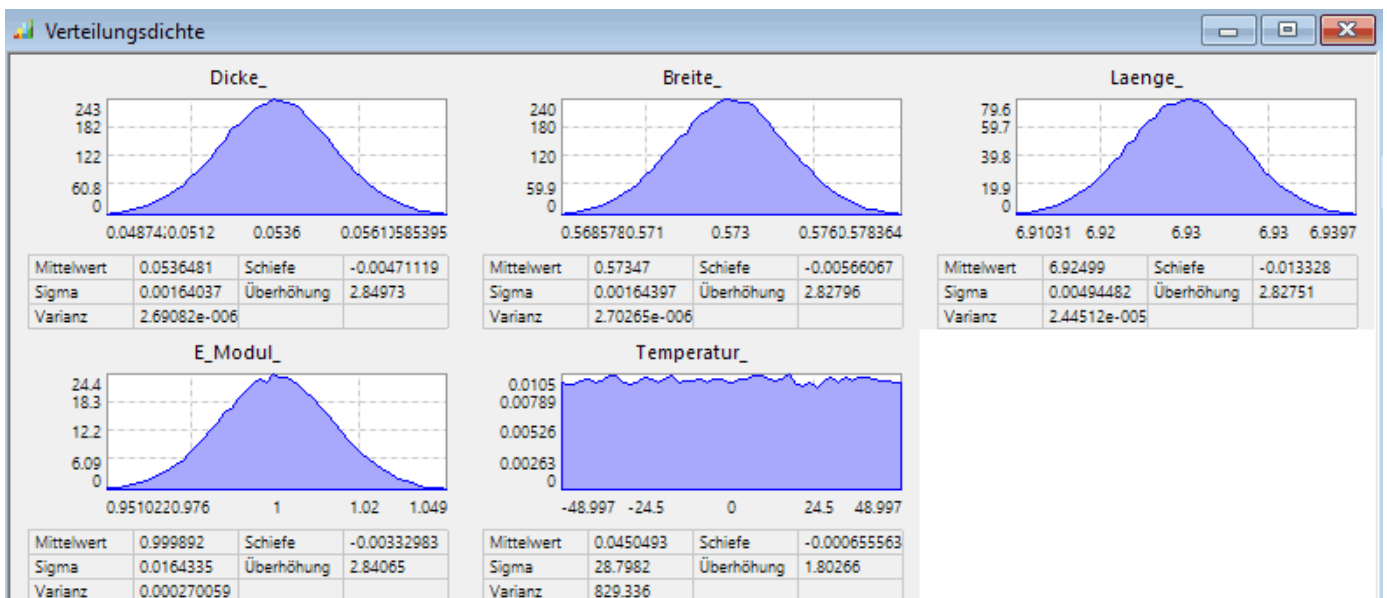 Verteilungsdichte
Dicke_
243
182
122
60.8
0
0.0512 0.0536
Mittelwert 0.0536481 Schiefe -0.00471119
Sigma 0.00164037 Überhöhung 2.84973
Varianz 2.69082e-006
Breite_
240
180
120
59.9
0
0.573 0.578364
Mittelwert 0.57347 Schiefe -0.00566067
Sigma 0.00164397 Überhöhung 2.82796
Varianz 2.70265e-006
Laenge_
79.6
59.7
39.8
19.9
0
6.91031 6.92 6.93 6.93 6.9397
Mittelwert 6.92499 Schiefe -0.013328
Sigma 0.00494482 Überhöhung 2.82751
Varianz 2.44512e-005
E_Modul_
24.4
18.3
12.2
6.09
0
0.951022 0.976 1 1.02 1.049
Mittelwert 0.999892 Schiefe -0.00332983
Sigma 0.0164335 Überhöhung 2.84065
Varianz 0.000270059
Temperatur_
0.0105
0.00789
0.00526
0.00263
0
-48.997 -24.5 0 24.5 48.997
Mittelwert 0.0450493 Schiefe -0.000655563
Sigma 28.7982 Überhöhung 1.80266
Varianz 829.336